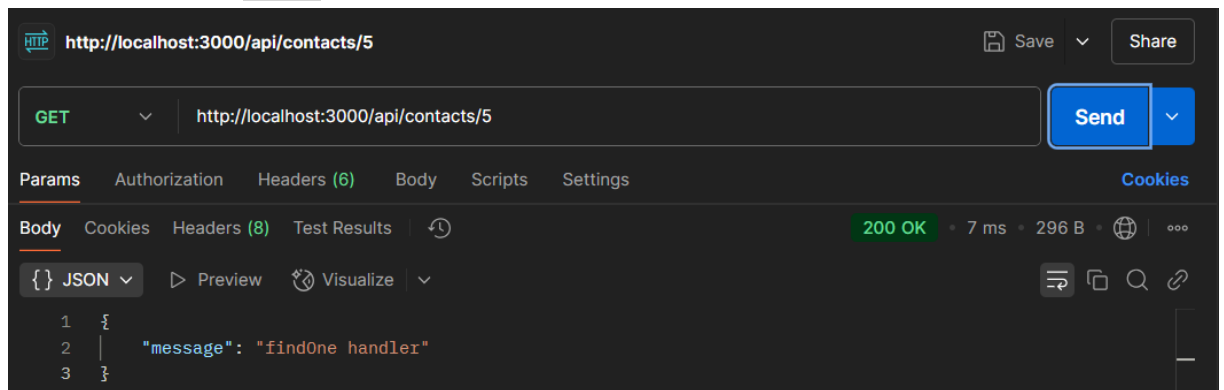 HTTP http://localhost:3000/api/contacts/5 Save Share
GET http://localhost:3000/api/contacts/5 Send
Params Authorization Headers (6) Body Scripts Settings Cookies
Body Cookies Headers (8) Test Results 200 OK • 7 ms • 296 B •
{} JSON Preview Visualize
1 {
2 "message": "findOne handler"
3 }